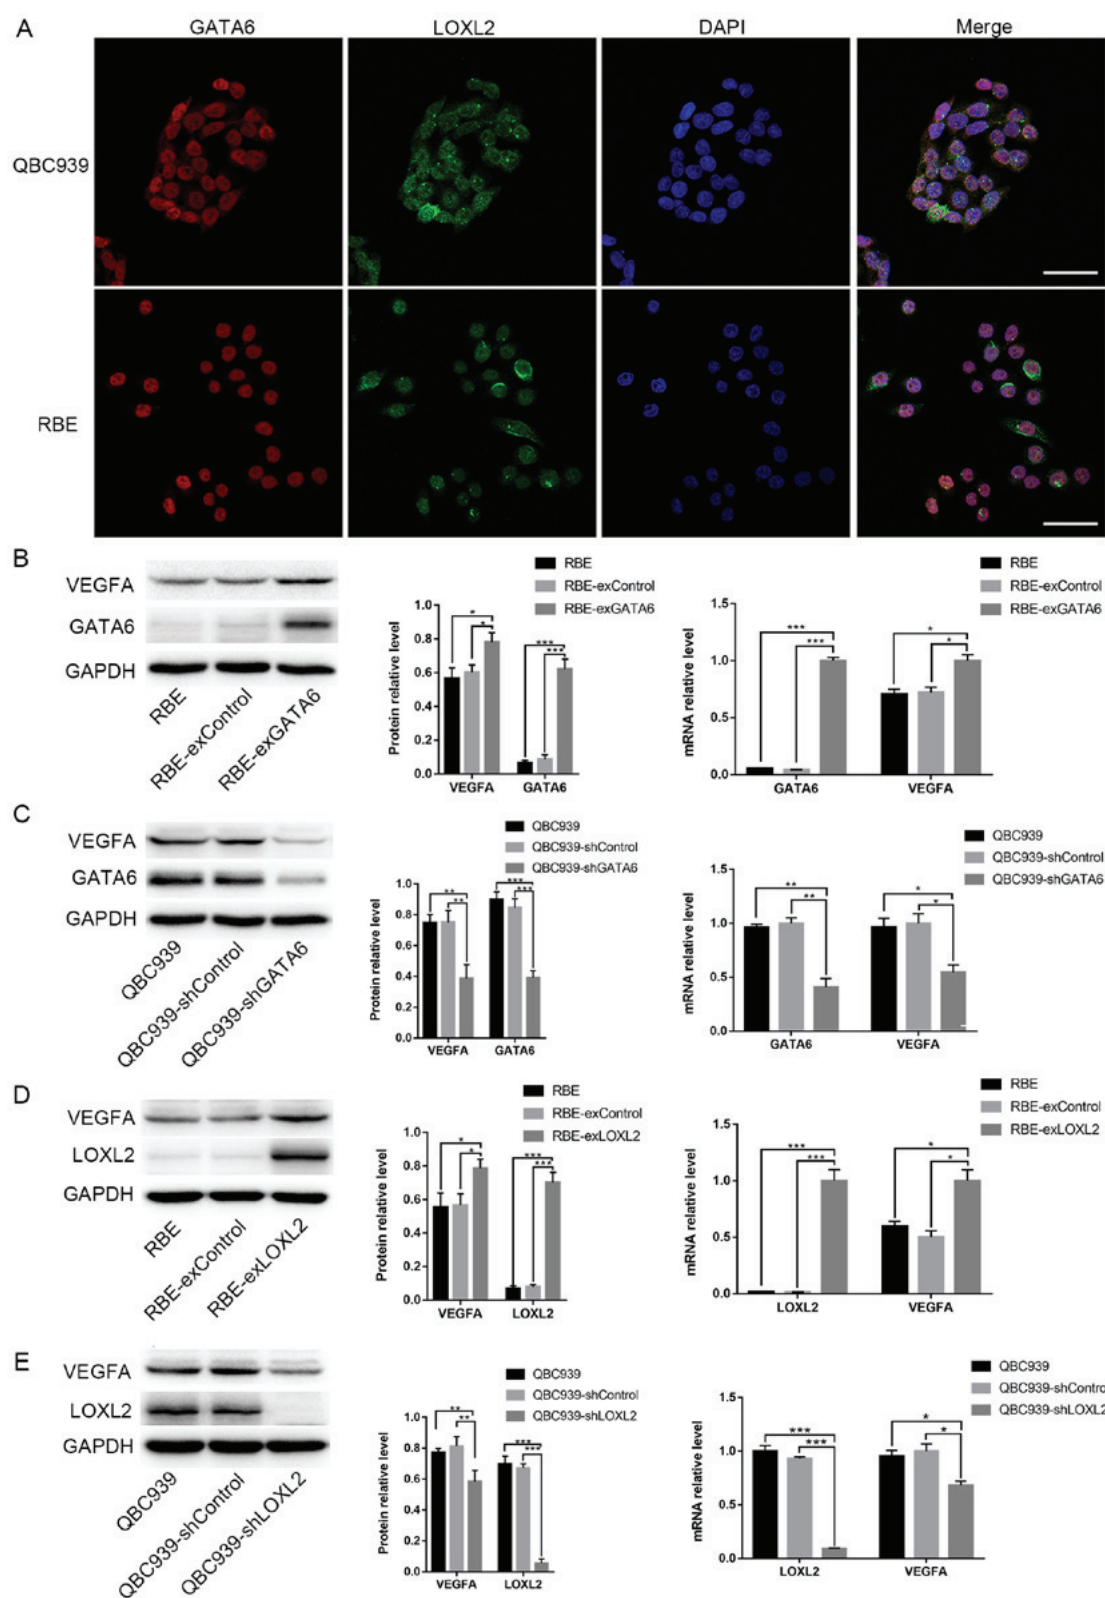 A
GATA6 LOXL2 DAPI Merge
QBC939
RBE
B
VEGFA
GATA6
GAPDH
RBE
RBE-exControl
RBE-exGATA6
RBE
RBE-exControl
RBE-exGATA6
Protein relative level
1.0
0.8
0.6
0.4
0.2
0.0
* * *** ***
VEGFA GATA6
RBE
RBE-exControl
RBE-exGATA6
mRNA relative level
1.5
1.0
0.5
0.0
*** *** * *
GATA6 VEGFA
C
VEGFA
GATA6
GAPDH
QBC939
QBC939-shControl
QBC939-shGATA6
QBC939
QBC939-shControl
QBC939-shGATA6
Protein relative level
1.0
0.8
0.6
0.4
0.2
0.0
** ** *** ***
VEGFA GATA6
QBC939
QBC939-shControl
QBC939-shGATA6
mRNA relative level
1.5
1.0
0.5
0.0
** ** * *
GATA6 VEGFA
D
VEGFA
LOXL2
GAPDH
RBE
RBE-exControl
RBE-exLOXL2
RBE
RBE-exControl
RBE-exLOXL2
Protein relative level
1.0
0.8
0.6
0.4
0.2
0.0
* * *** ***
VEGFA LOXL2
RBE
RBE-exControl
RBE-exLOXL2
mRNA relative level
1.5
1.0
0.5
0.0
*** *** * *
LOXL2 VEGFA
E
VEGFA
LOXL2
GAPDH
QBC939
QBC939-shControl
QBC939-shLOXL2
QBC939
QBC939-shControl
QBC939-shLOXL2
Protein relative level
1.0
0.8
0.6
0.4
0.2
0.0
** ** *** ***
VEGFA LOXL2
QBC939
QBC939-shControl
QBC939-shLOXL2
mRNA relative level
1.5
1.0
0.5
0.0
*** *** * *
LOXL2 VEGFA